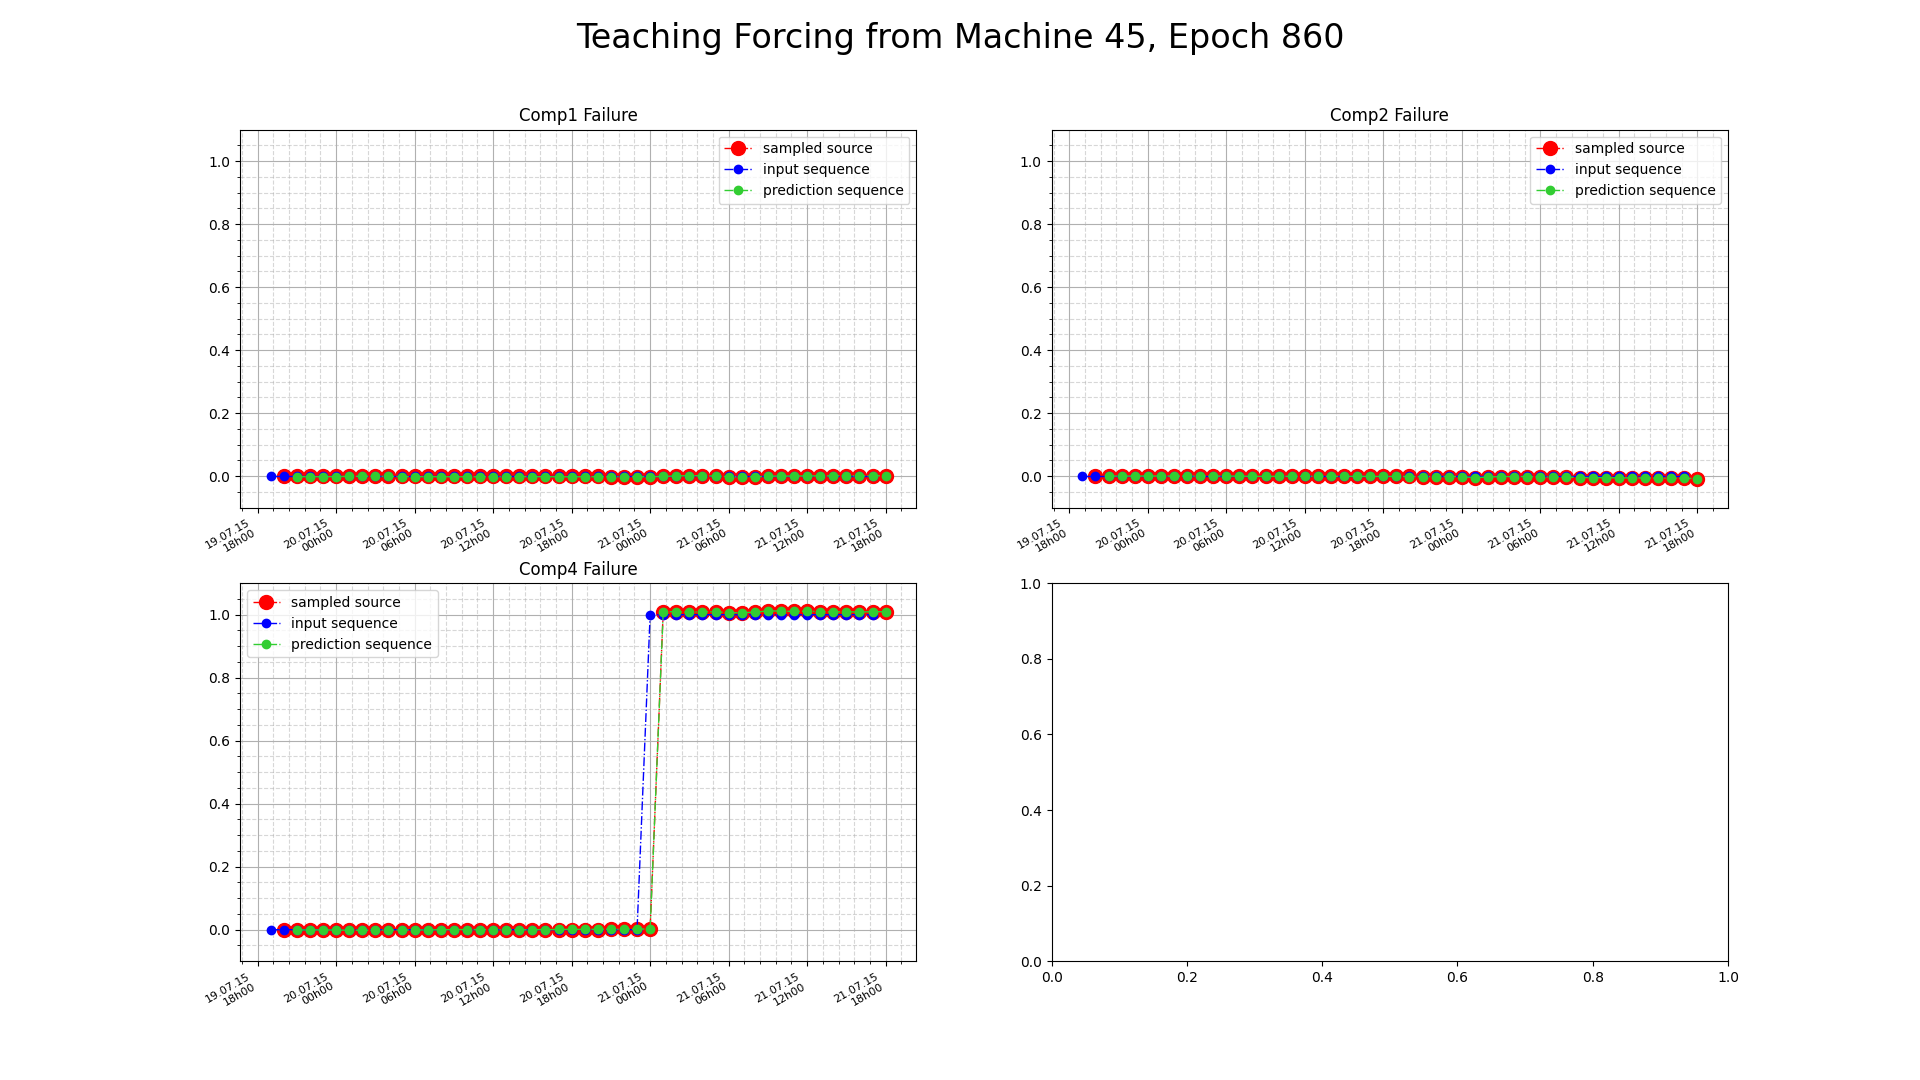 Teaching Forcing from Machine 45, Epoch 860
Comp1 Failure
1.0
0.8
0.6
0.4
0.2
0.0
sampled source
input sequence
prediction sequence
19.07.15 18h00
20.07.15 00h00
20.07.15 06h00
20.07.15 12h00
20.07.15 18h00
21.07.15 00h00
21.07.15 06h00
21.07.15 12h00
21.07.15 18h00
Comp2 Failure
1.0
0.8
0.6
0.4
0.2
0.0
sampled source
input sequence
prediction sequence
19.07.15 18h00
20.07.15 00h00
20.07.15 06h00
20.07.15 12h00
20.07.15 18h00
21.07.15 00h00
21.07.15 06h00
21.07.15 12h00
21.07.15 18h00
Comp4 Failure
1.0
0.8
0.6
0.4
0.2
0.0
sampled source
input sequence
prediction sequence
19.07.15 18h00
20.07.15 00h00
20.07.15 06h00
20.07.15 12h00
20.07.15 18h00
21.07.15 00h00
21.07.15 06h00
21.07.15 12h00
21.07.15 18h00
1.0
0.8
0.6
0.4
0.2
0.0
0.0 0.2 0.4 0.6 0.8 1.0